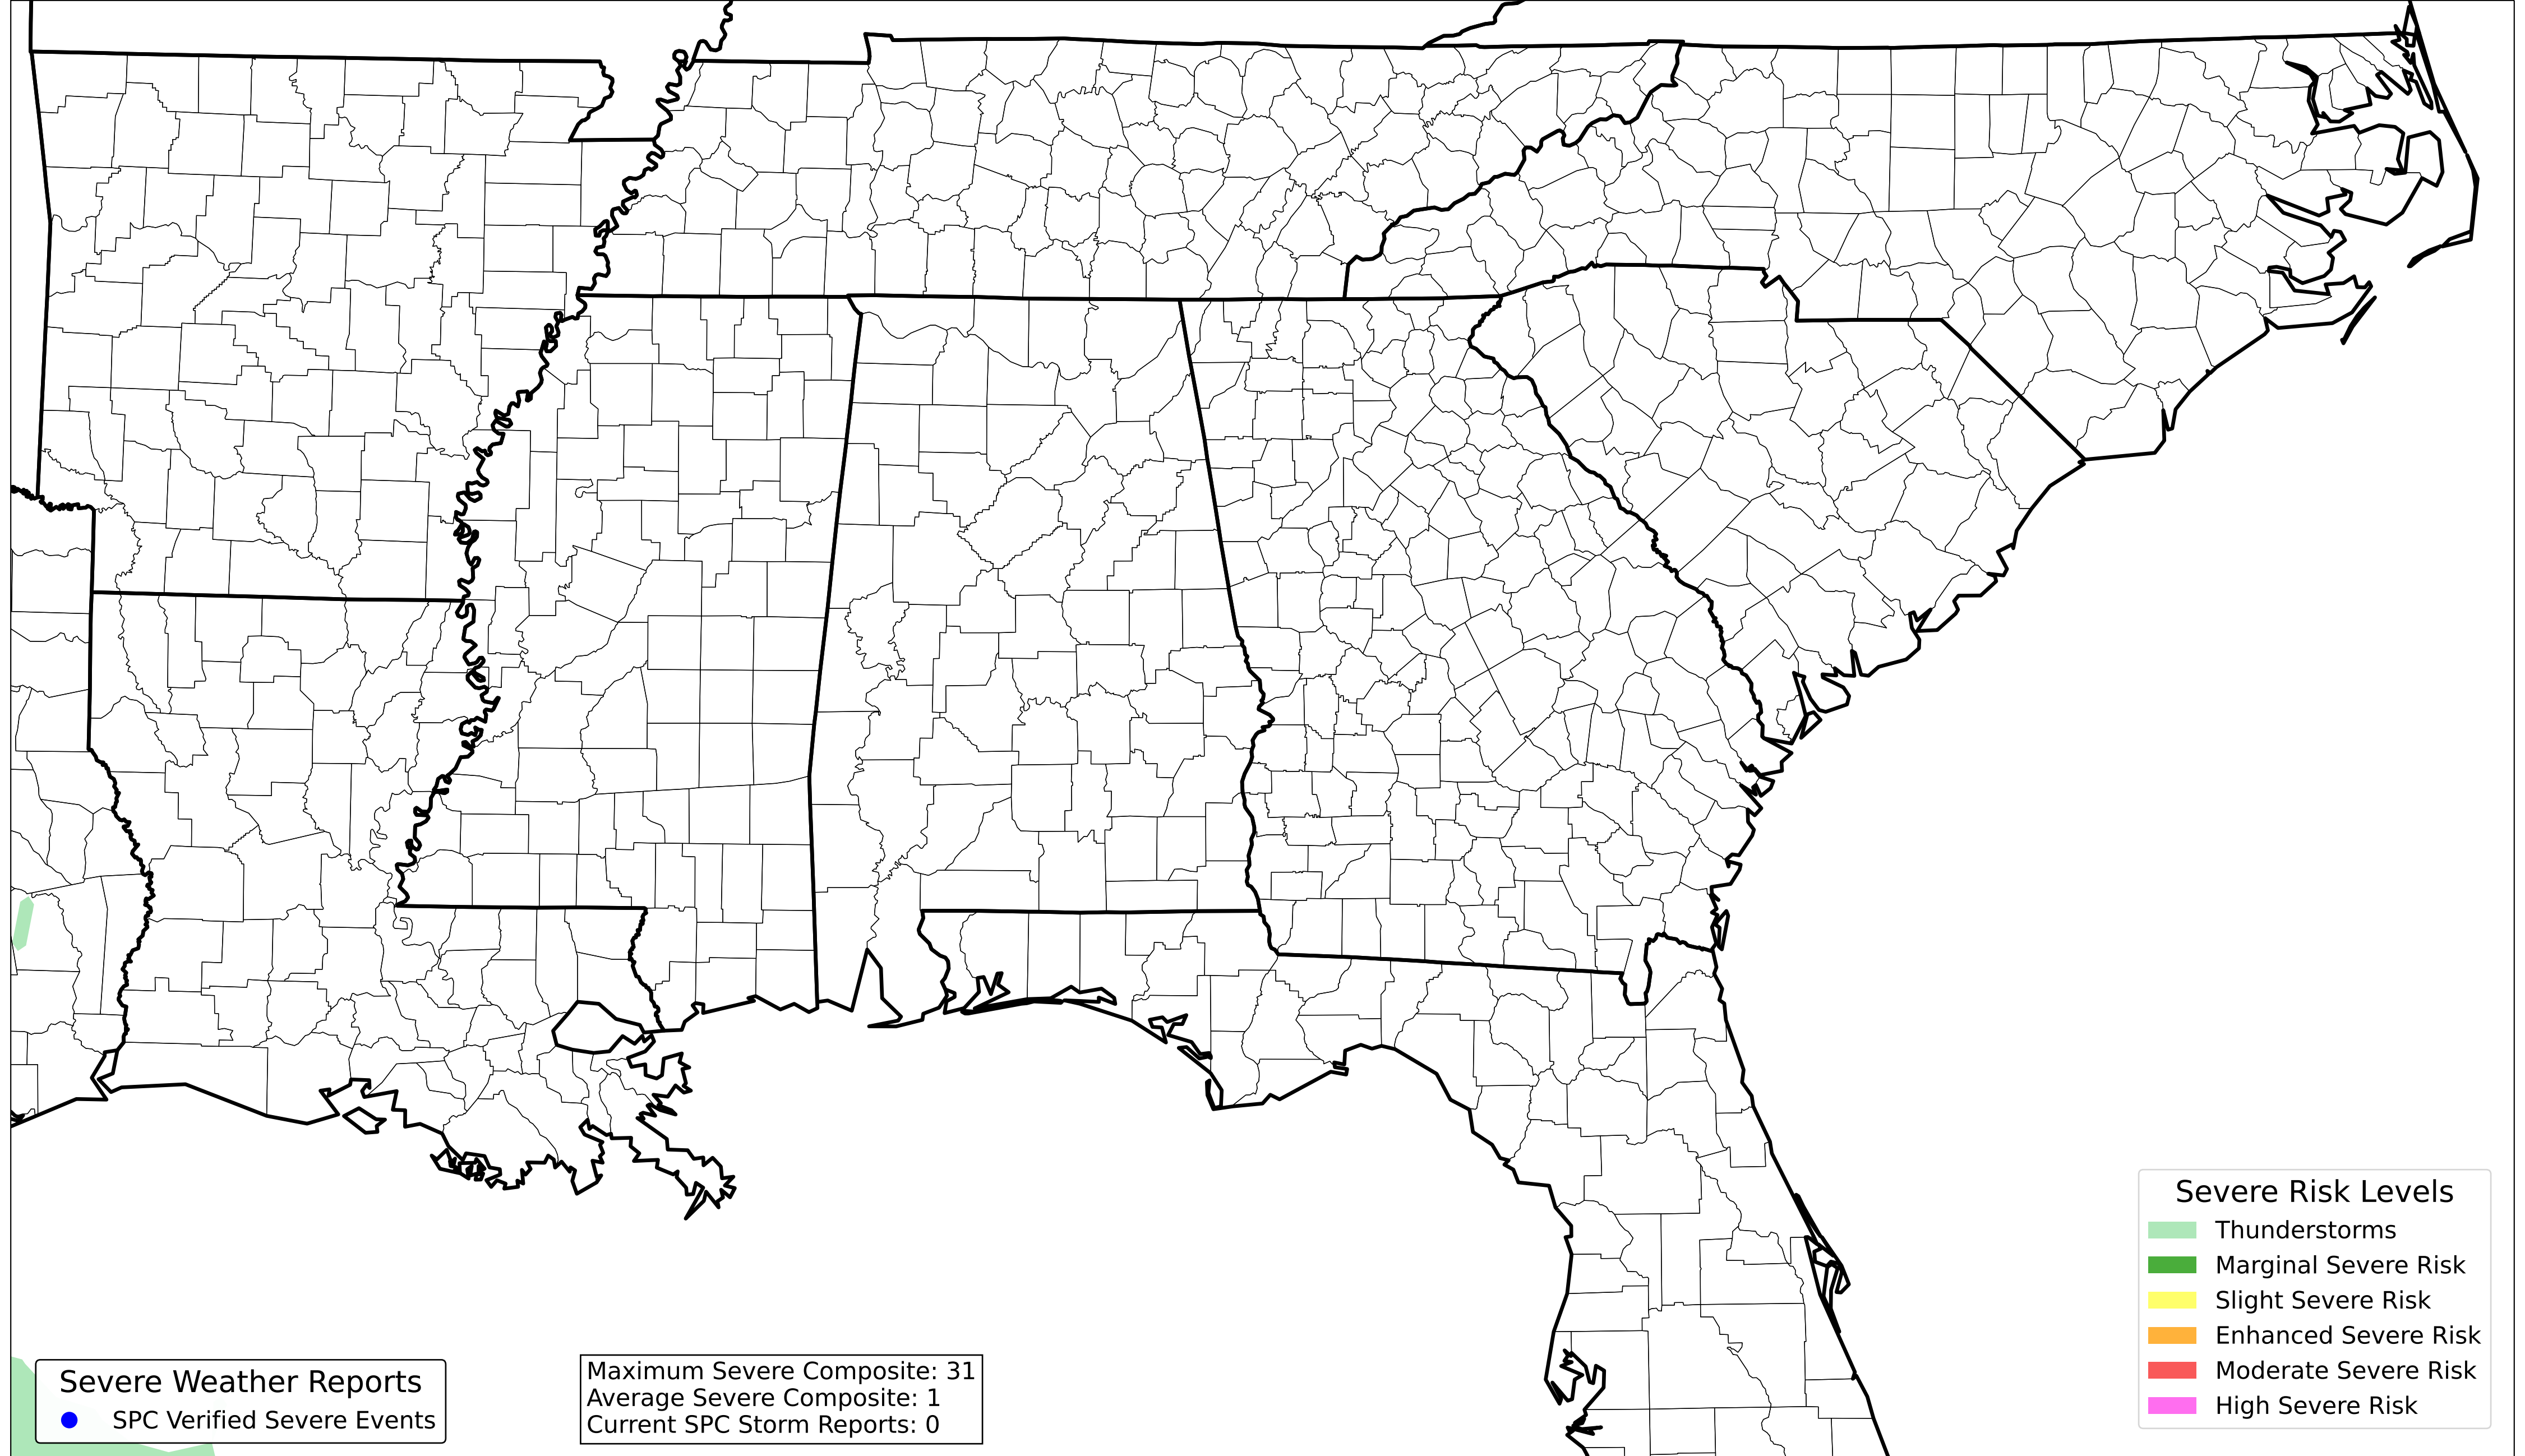 Severe Risk Levels
Thunderstorms
Marginal Severe Risk
Slight Severe Risk
Enhanced Severe Risk
Moderate Severe Risk
High Severe Risk
Severe Weather Reports
SPC Verified Severe Events
Maximum Severe Composite: 31
Average Severe Composite: 1
Current SPC Storm Reports: 0